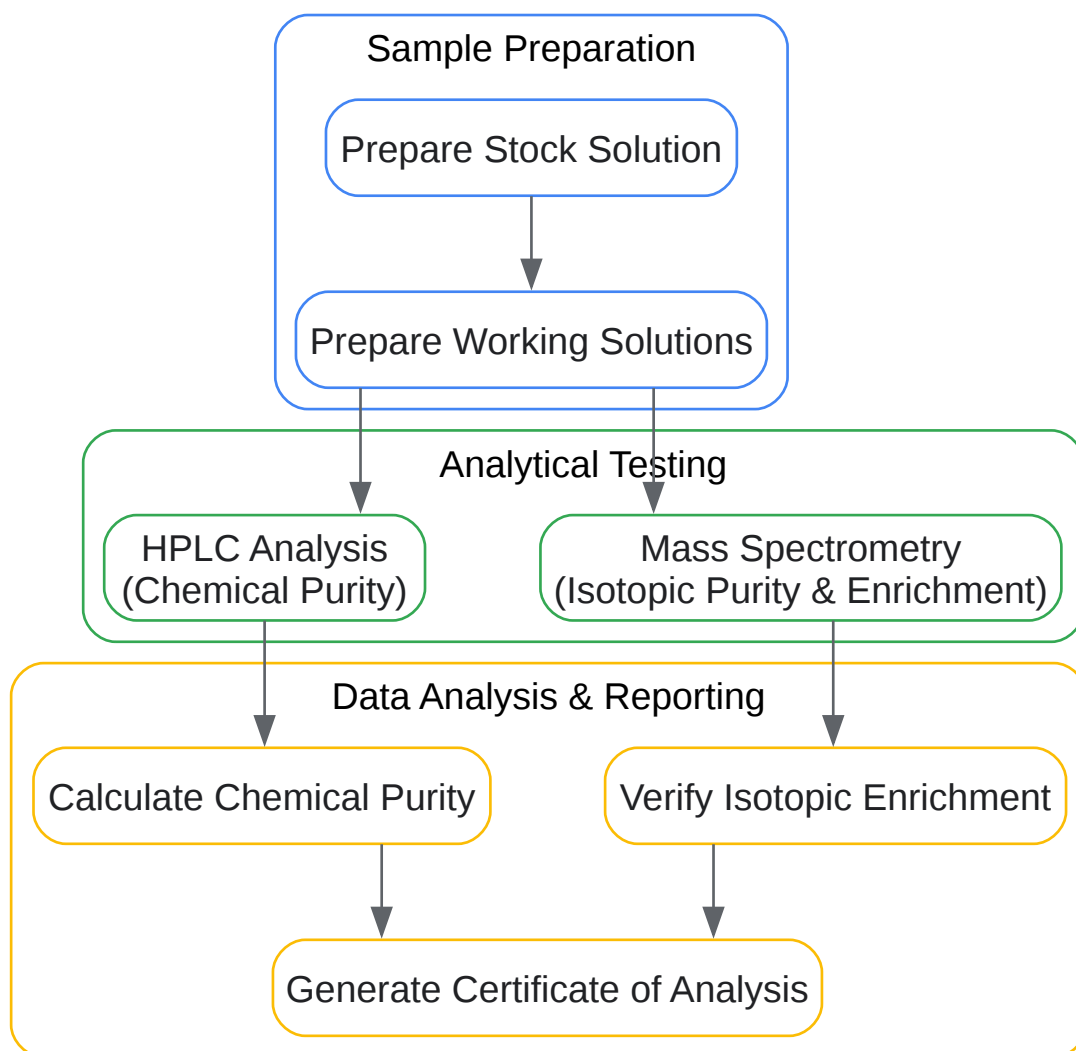 Sample Preparation
Prepare Stock Solution
Prepare Working Solutions
Analytical Testing
HPLC Analysis
(Chemical Purity)
Mass Spectrometry
(Isotopic Purity & Enrichment)
Data Analysis & Reporting
Calculate Chemical Purity
Verify Isotopic Enrichment
Generate Certificate of Analysis